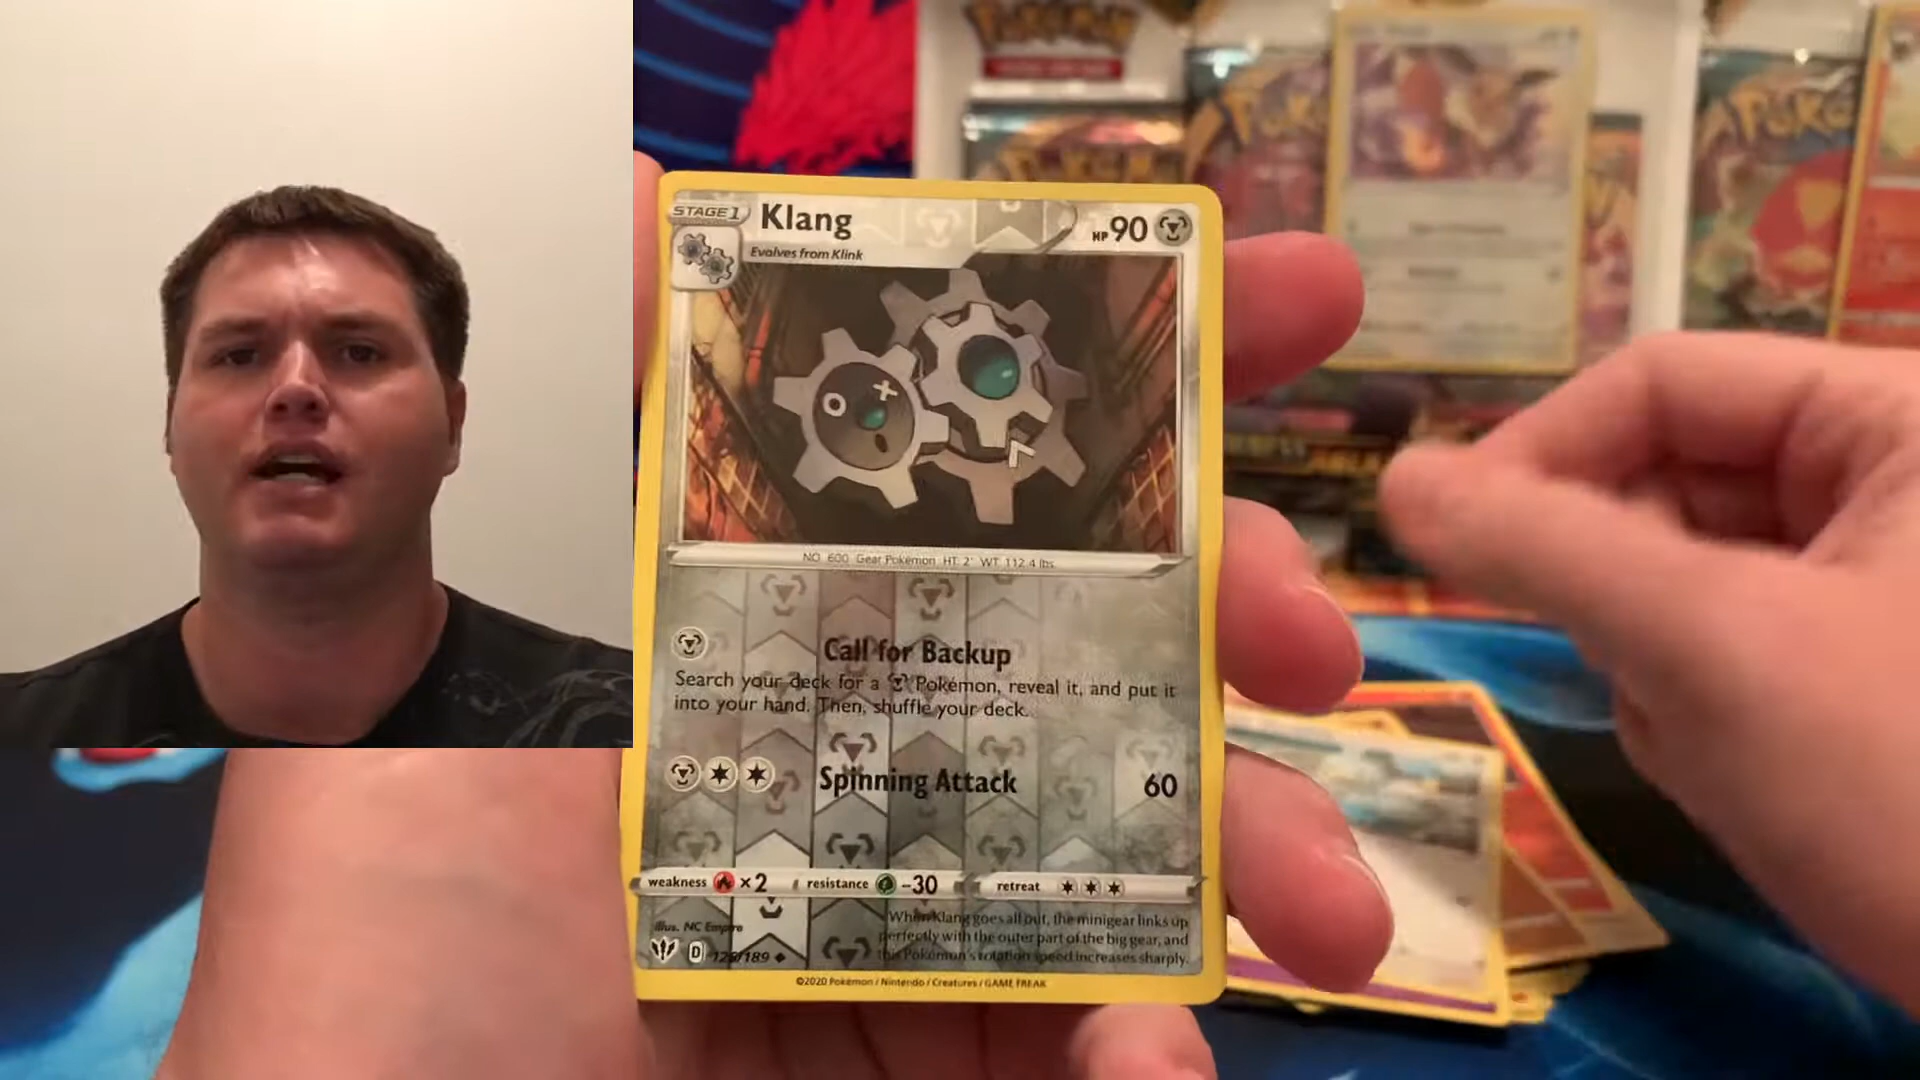 POKÉMON
STAGE 1
Klang
HP 90
Evolves from Klink
NO. 600 Gear Pokémon HT: 2' WT: 112.4 lbs.
Call for Backup
Search your deck for a Pokémon, reveal it, and put it
into your hand. Then, shuffle your deck.
Spinning Attack 60
weakness ×2 resistance -30 retreat
When Klang goes all out, the minigear links up
perfectly with the outer part of the big gear, and
this Pokémon's rotation speed increases sharply.
illus. NC Empire
D /189
©2020 Pokémon / Nintendo / Creatures / GAME FREAK